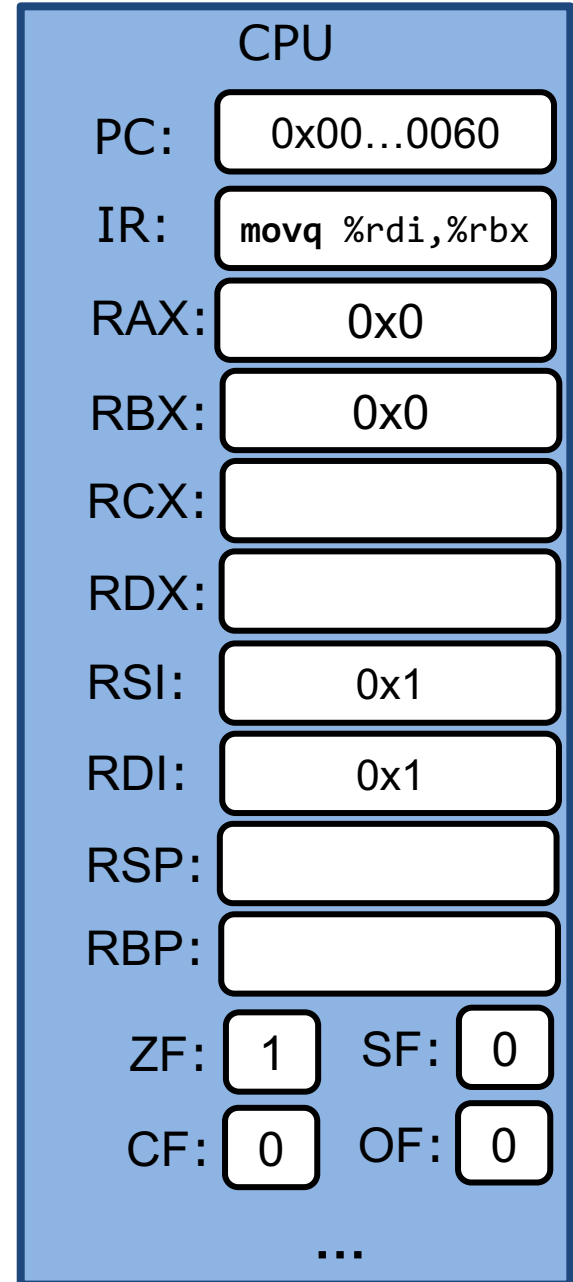 CPU
PC: 0x00…0060
IR: movq %rdi,%rbx
RAX: 0x0
RBX: 0x0
RCX:
RDX:
RSI: 0x1
RDI: 0x1
RSP:
RBP:
ZF: 1 SF: 0
CF: 0 OF: 0
…